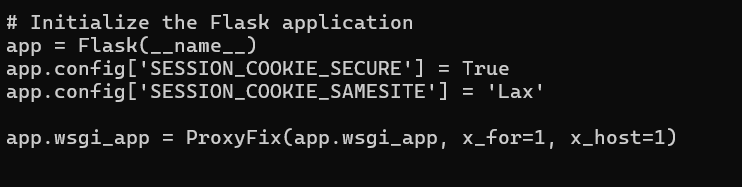 # Initialize the Flask application
app = Flask(__name__)
app.config['SESSION_COOKIE_SECURE'] = True
app.config['SESSION_COOKIE_SAMESITE'] = 'Lax'
app.wsgi_app = ProxyFix(app.wsgi_app, x_for=1, x_host=1)